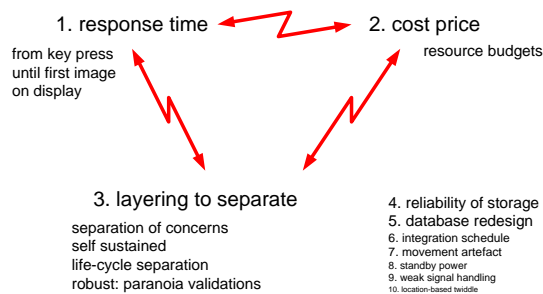 1. response time
from key press
until first image
on display
2. cost price
resource budgets
3. layering to separate
separation of concerns
self sustained
life-cycle separation
robust: paranoia validations
4. reliability of storage
5. database redesign
6. integration schedule
7. movement artefact
8. standby power
9. weak signal handling
10. location-based twiddle